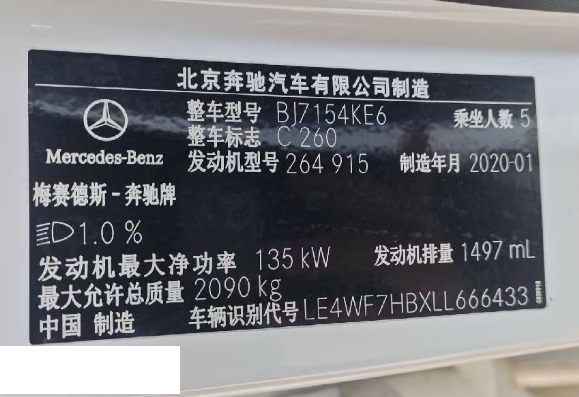 北京奔驰汽车有限公司制造
整车型号 BJ7154KE6 乘坐人数 5
整车标志 C 260
Mercedes-Benz 发动机型号 264 915 制造年月 2020-01
梅赛德斯-奔驰牌
1.0 %
发动机最大净功率 135 kW 发动机排量 1497 mL
最大允许总质量 2090 kg
中国 制造 车辆识别代号 LE4WF7HBXLL666433